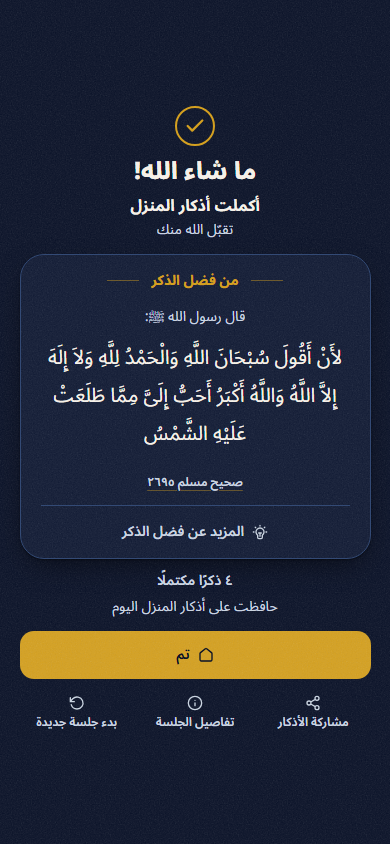 ما شاء الله!
أكملت أذكار المنزل
تقبّل الله منك
من فضل الذكر
قال رسول الله ﷺ:
لأَنْ أَقُولَ سُبْحَانَ اللَّهِ وَالْحَمْدُ لِلَّهِ وَلاَ إِلَهَ
إِلاَّ اللَّهُ وَاللَّهُ أَكْبَرُ أَحَبُّ إِلَىَّ مِمَّا طَلَعَتْ
عَلَيْهِ الشَّمْسُ
صحيح مسلم ٢٦٩٥
المزيد عن فضل الذكر
٤ ذكرًا مكتملًا
حافظت على أذكار المنزل اليوم
تم
مشاركة الأذكار
تفاصيل الجلسة
بدء جلسة جديدة